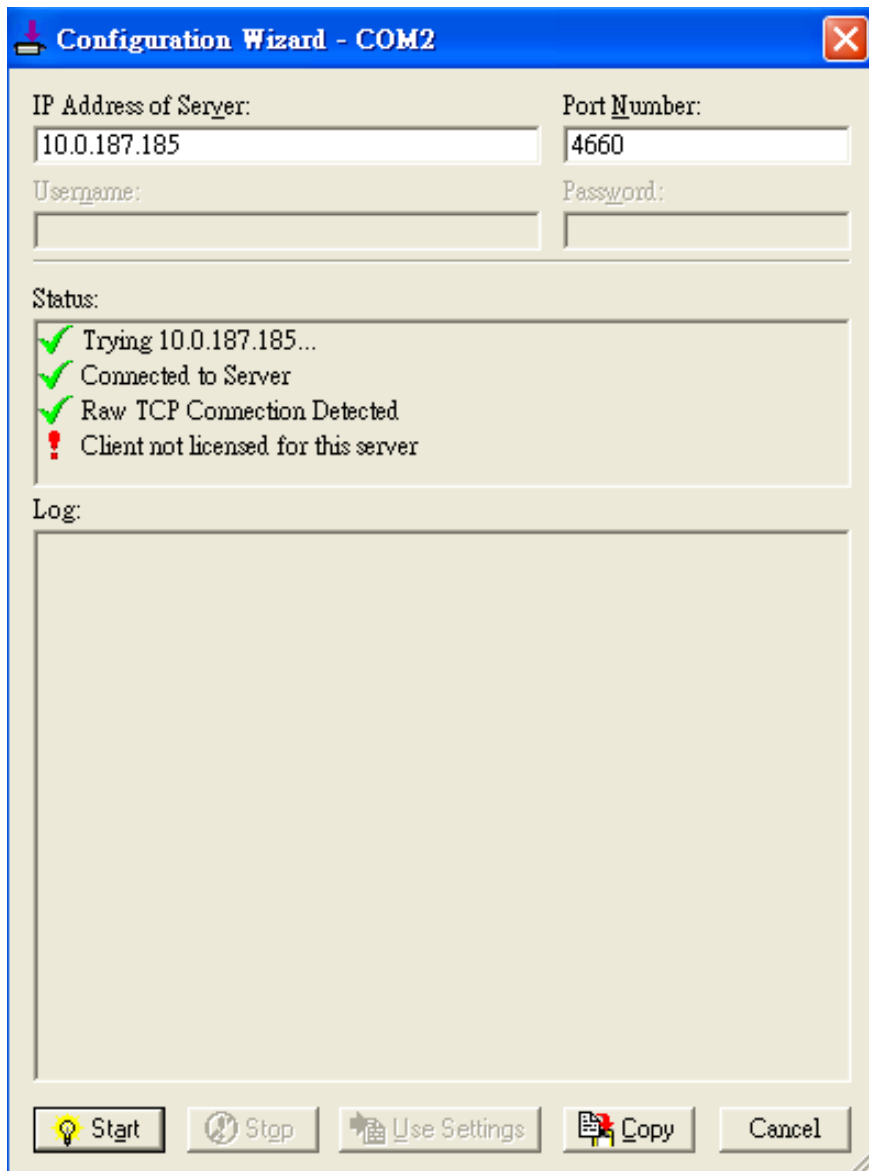 Configuration Wizard - COM2
IP Address of Server: Port Number:
10.0.187.185 4660
Username: Password:
Status:
Trying 10.0.187.185...
Connected to Server
Raw TCP Connection Detected
Client not licensed for this server
Log:
Start Stop Use Settings Copy Cancel